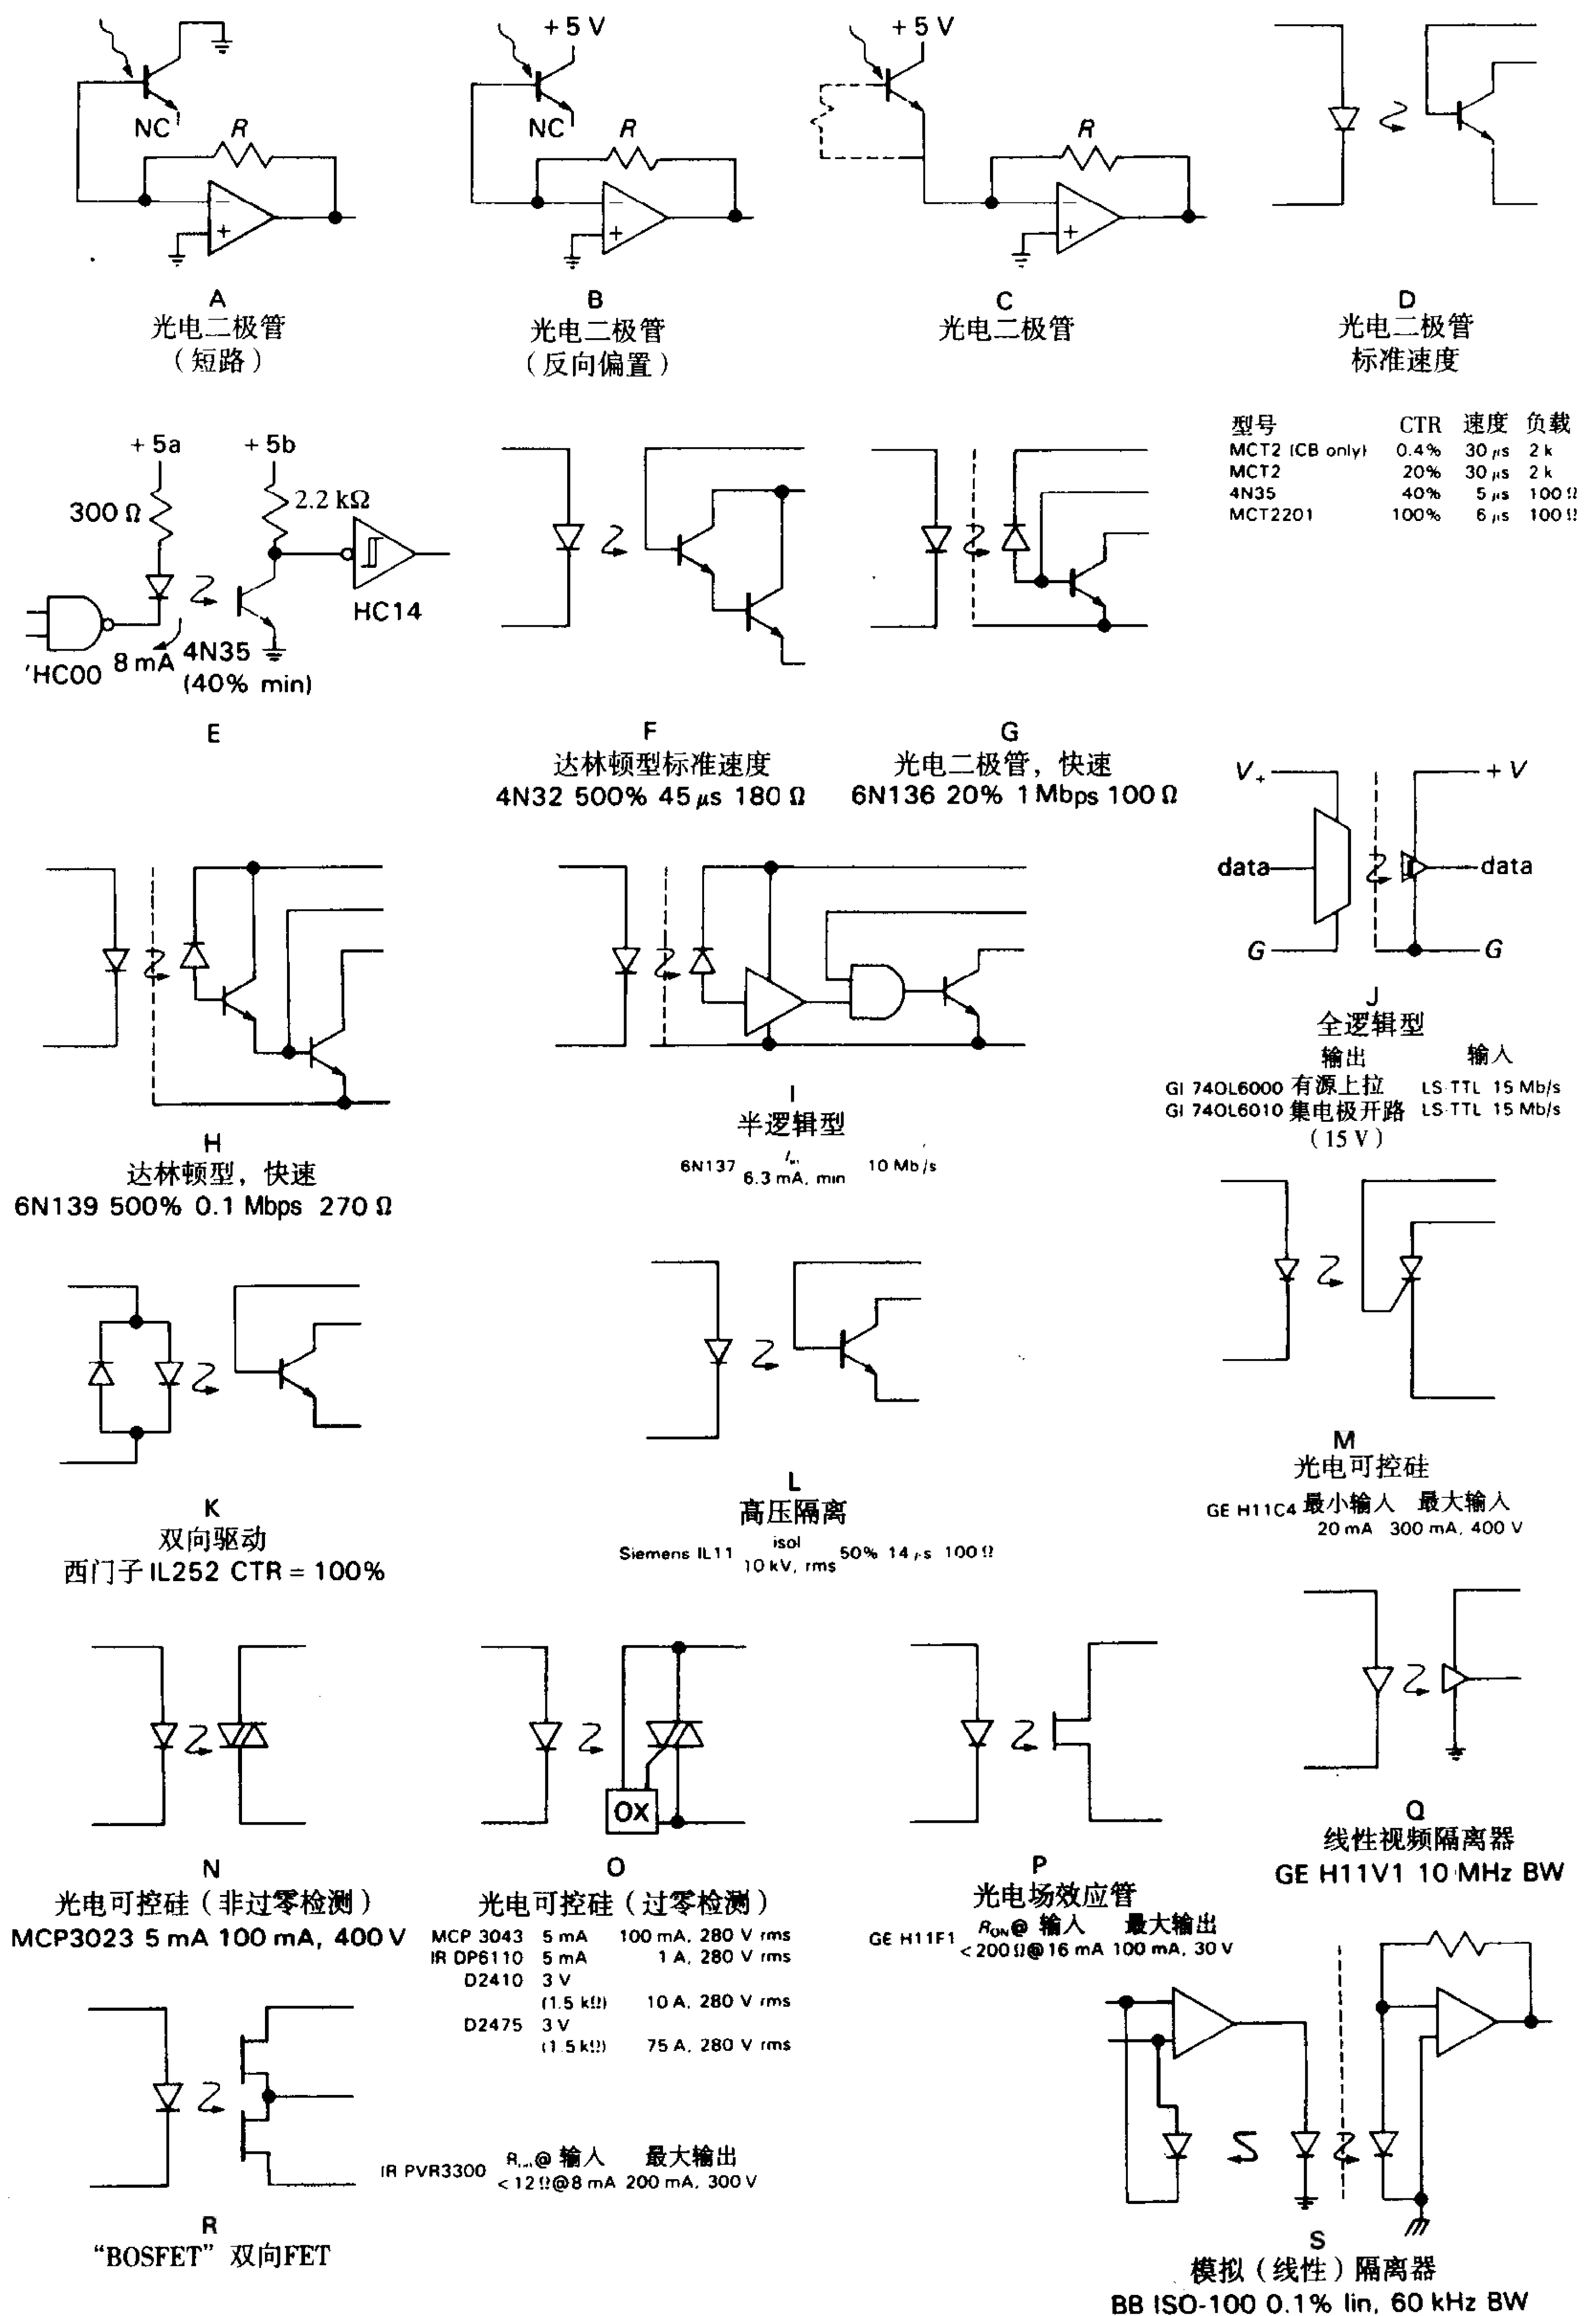 + 5 V
+ 5 V
NC
R
NC
R
R
−
+
−
+
−
+
A
光电二极管
（短路）
B
光电二极管
（反向偏置）
C
光电二极管
D
光电二极管
标准速度
型号 CTR 速度 负载
MCT2 (CB only) 0.4% 30 μs 2 k
MCT2 20% 30 μs 2 k
4N35 40% 5 μs 100 Ω
MCT2201 100% 6 μs 100 Ω
+ 5a
+ 5b
300 Ω
2.2 kΩ
HC14
'HC00
8 mA
4N35
(40% min)
E
F
达林顿型标准速度
4N32 500% 45 μs 180 Ω
G
光电二极管，快速
6N136 20% 1 Mbps 100 Ω
V+
+ V
data
data
G
G
J
全逻辑型
输出 输入
GI 740L6000 有源上拉 LS-TTL 15 Mb/s
GI 740L6010 集电极开路 LS-TTL 15 Mb/s
（15 V）
H
达林顿型，快速
6N139 500% 0.1 Mbps 270 Ω
I
半逻辑型
6N137 6.3 mA, min 10 Mb/s
K
双向驱动
西门子 IL252 CTR = 100%
L
高压隔离
isol
Siemens IL11 10 kV, rms 50% 14 μs 100 Ω
M
光电可控硅
GE H11C4 最小输入 最大输入
20 mA 300 mA, 400 V
N
光电可控硅（非过零检测）
MCP3023 5 mA 100 mA, 400 V
OX
O
光电可控硅（过零检测）
MCP 3043 5 mA 100 mA, 280 V rms
IR DP6110 5 mA 1 A, 280 V rms
D2410 3 V
(1.5 kΩ) 10 A, 280 V rms
D2475 3 V
(1.5 kΩ) 75 A, 280 V rms
P
光电场效应管
RON@ 输入 最大输出
GE H11F1 < 200 Ω@16 mA 100 mA, 30 V
Q
线性视频隔离器
GE H11V1 10 MHz BW
@ 输入 最大输出
IR PVR3300 < 12 Ω@8 mA 200 mA, 300 V
R
“BOSFET” 双向FET
S
模拟（线性）隔离器
BB ISO-100 0.1% lin, 60 kHz BW